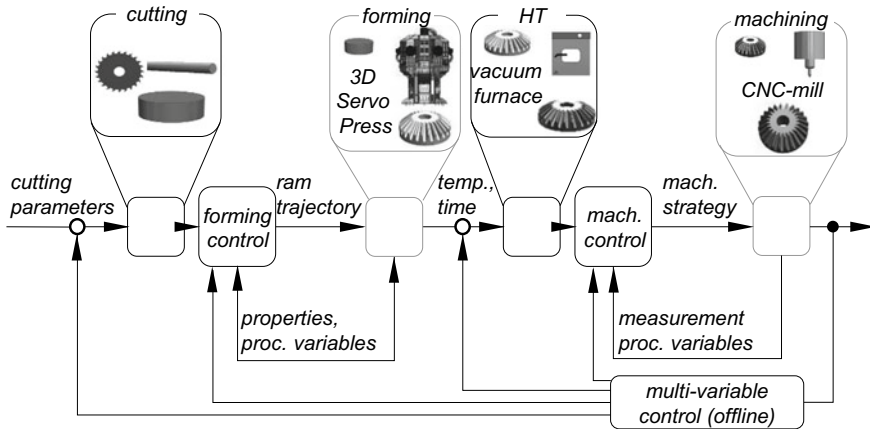 cutting
forming
3D
Servo
Press
HT
vacuum
furnace
machining
CNC-mill
cutting
parameters
forming
control
ram
trajectory
temp.,
time
mach.
control
mach.
strategy
properties,
proc. variables
measurement
proc. variables
multi-variable
control (offline)